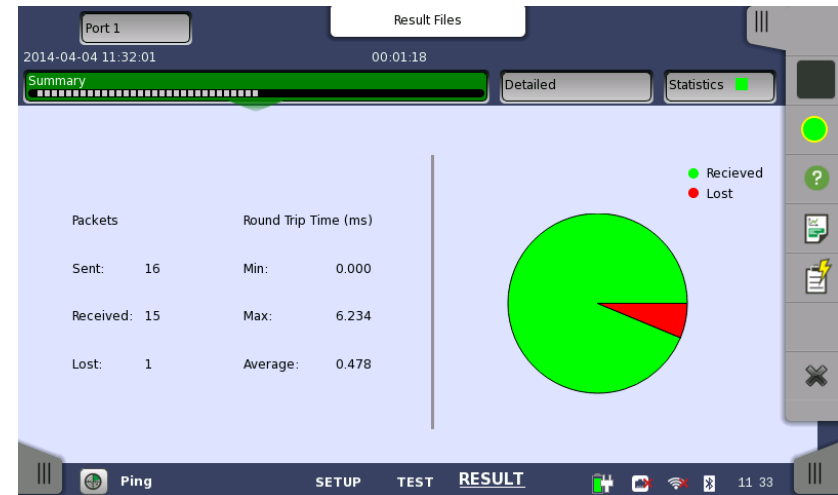 Port 1
Result Files
2014-04-04 11:32:01
00:01:18
Summary
Detailed
Statistics
Recieved
Lost
Packets
Round Trip Time (ms)
Sent: 16
Min: 0.000
Received: 15
Max: 6.234
Lost: 1
Average: 0.478
Ping
SETUP
TEST
RESULT
11 33